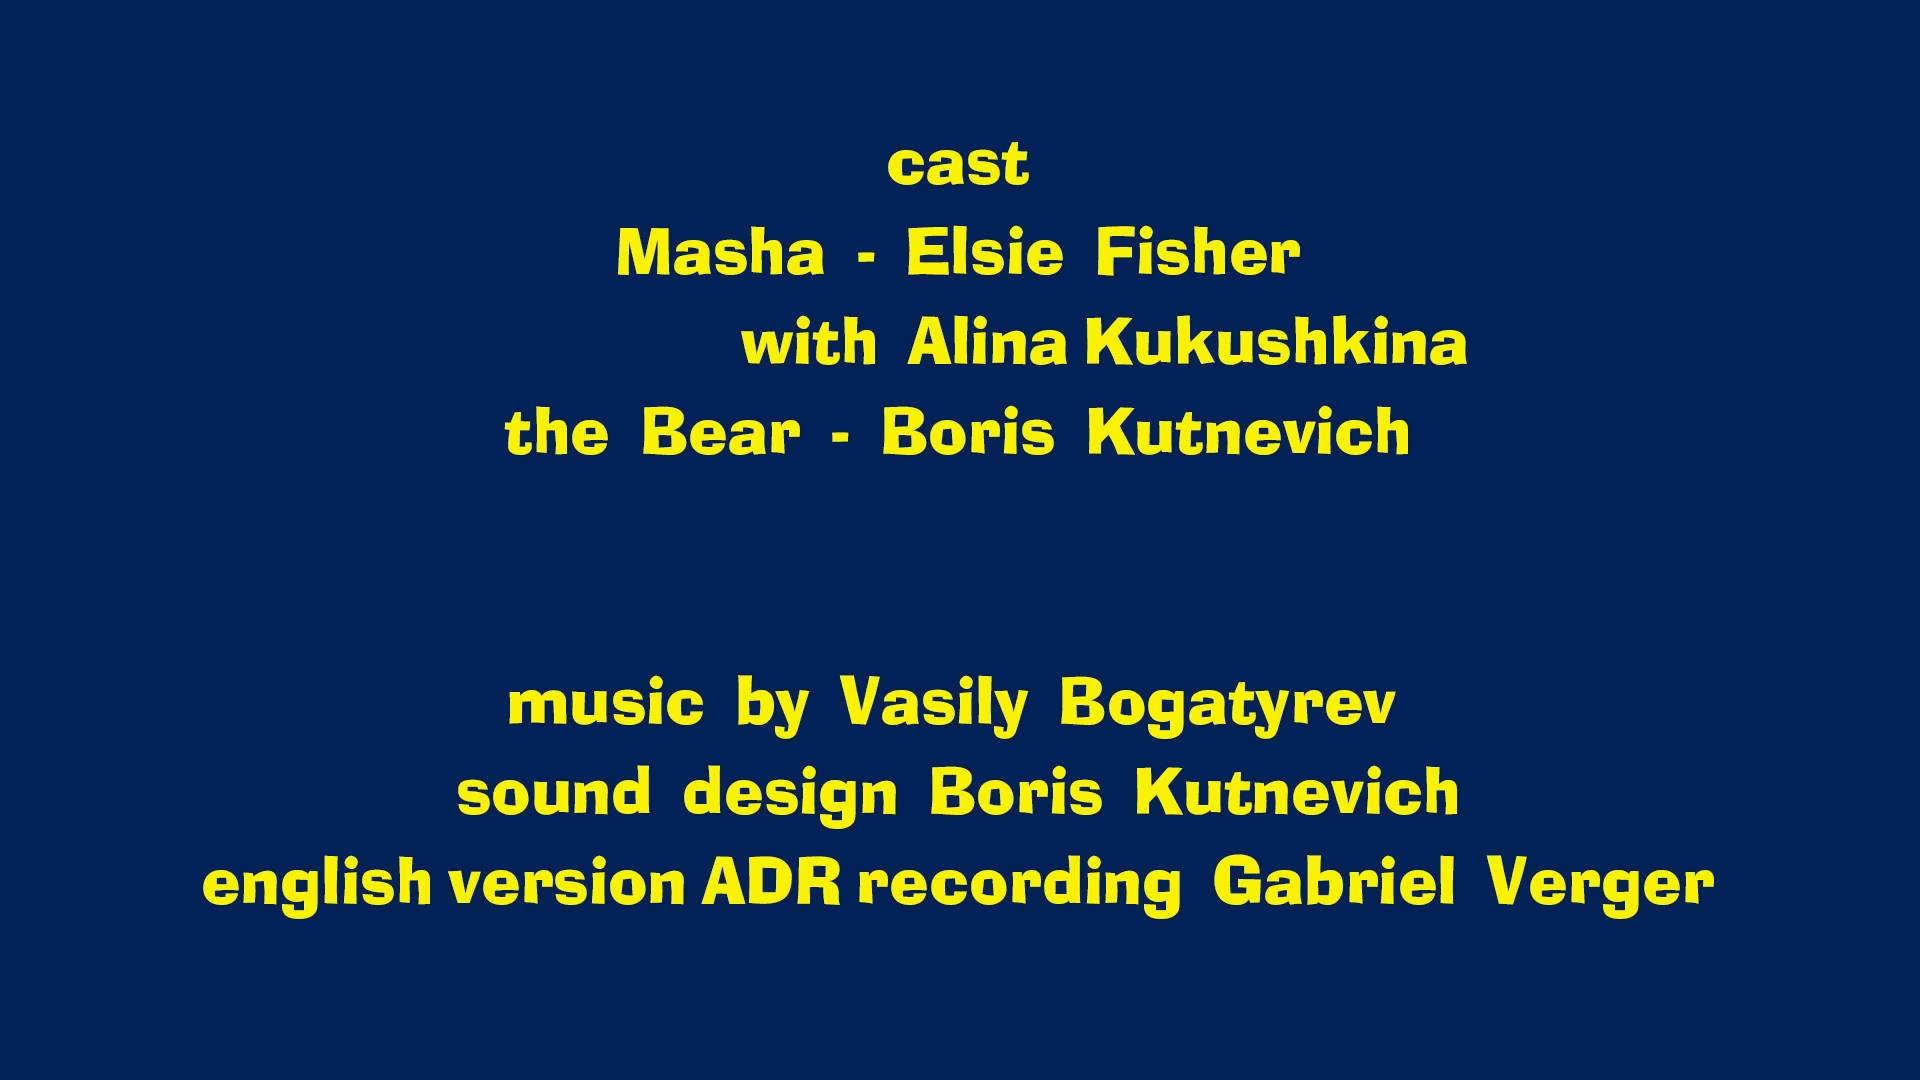 cast
Masha - Elsie Fisher
with Alina Kukushkina
the Bear - Boris Kutnevich
music by Vasily Bogatyrev
sound design Boris Kutnevich
english version ADR recording Gabriel Verger